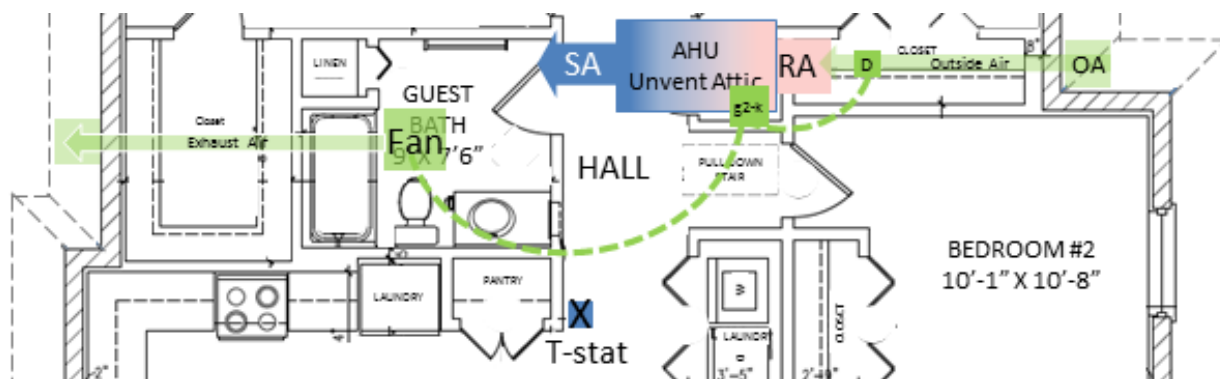 LINEN
SA
AHU
Unvent Attic
RA
CLOSET
8"
D
Outside Air
OA
g2-k
GUEST
BATH
9' X 7'6"
Closet
Exhaust Air
Fan
HALL
PULL DOWN
STAIR
BEDROOM #2
10'-1" X 10'-8"
LAUNDRY
PANTRY
X
T-stat
W
LAUNDRY
D
CLOSET
3'-5"